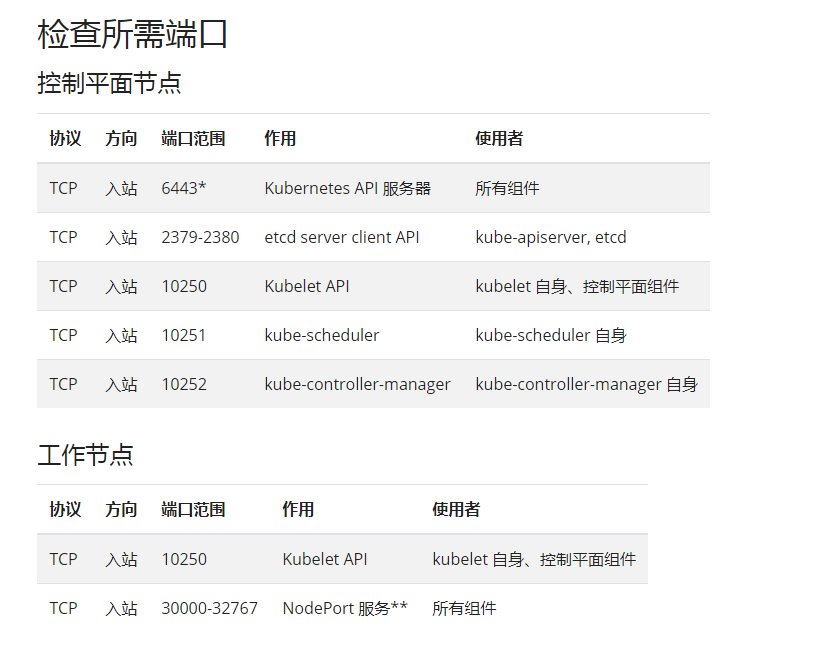 检查所需端口
控制平面节点
协议 方向 端口范围 作用 使用者
TCP 入站 6443* Kubernetes API 服务器 所有组件
TCP 入站 2379-2380 etcd server client API kube-apiserver, etcd
TCP 入站 10250 Kubelet API kubelet 自身、控制平面组件
TCP 入站 10251 kube-scheduler kube-scheduler 自身
TCP 入站 10252 kube-controller-manager kube-controller-manager 自身
工作节点
协议 方向 端口范围 作用 使用者
TCP 入站 10250 Kubelet API kubelet 自身、控制平面组件
TCP 入站 30000-32767 NodePort 服务** 所有组件